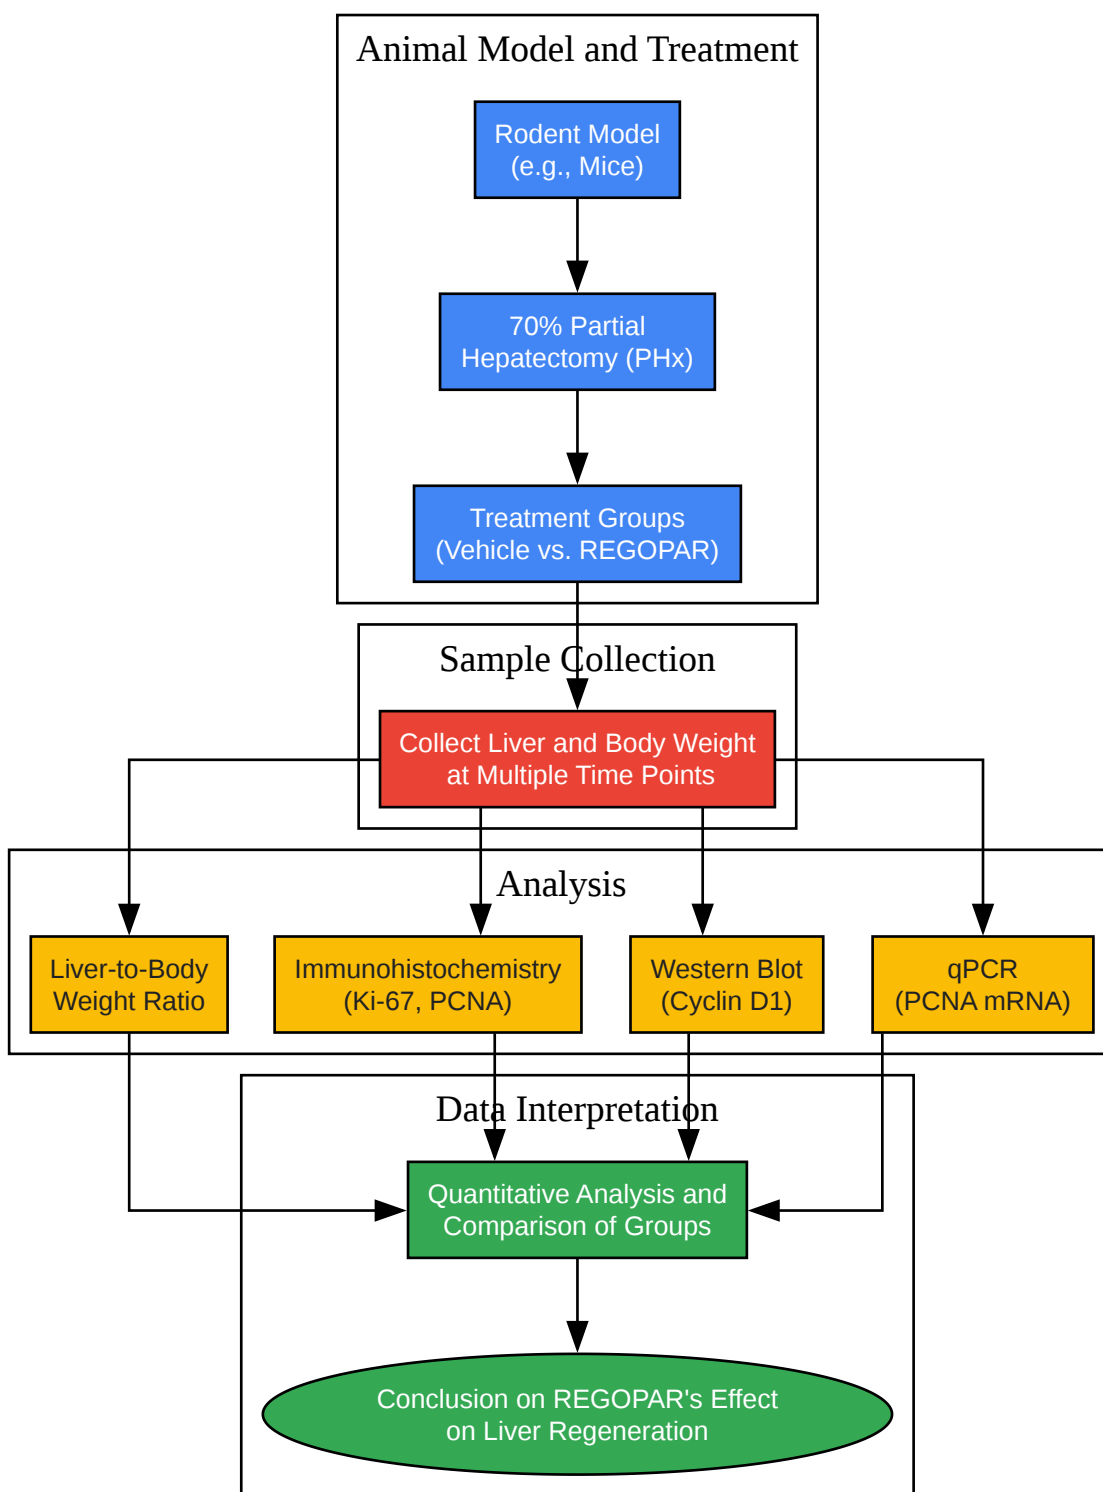 Animal Model and Treatment
Rodent Model
(e.g., Mice)
70% Partial
Hepatectomy (PHx)
Treatment Groups
(Vehicle vs. REGOPAR)
Sample Collection
Collect Liver and Body Weight
at Multiple Time Points
Analysis
Liver-to-Body
Weight Ratio
Immunohistochemistry
(Ki-67, PCNA)
Western Blot
(Cyclin D1)
qPCR
(PCNA mRNA)
Data Interpretation
Quantitative Analysis and
Comparison of Groups
Conclusion on REGOPAR's Effect
on Liver Regeneration